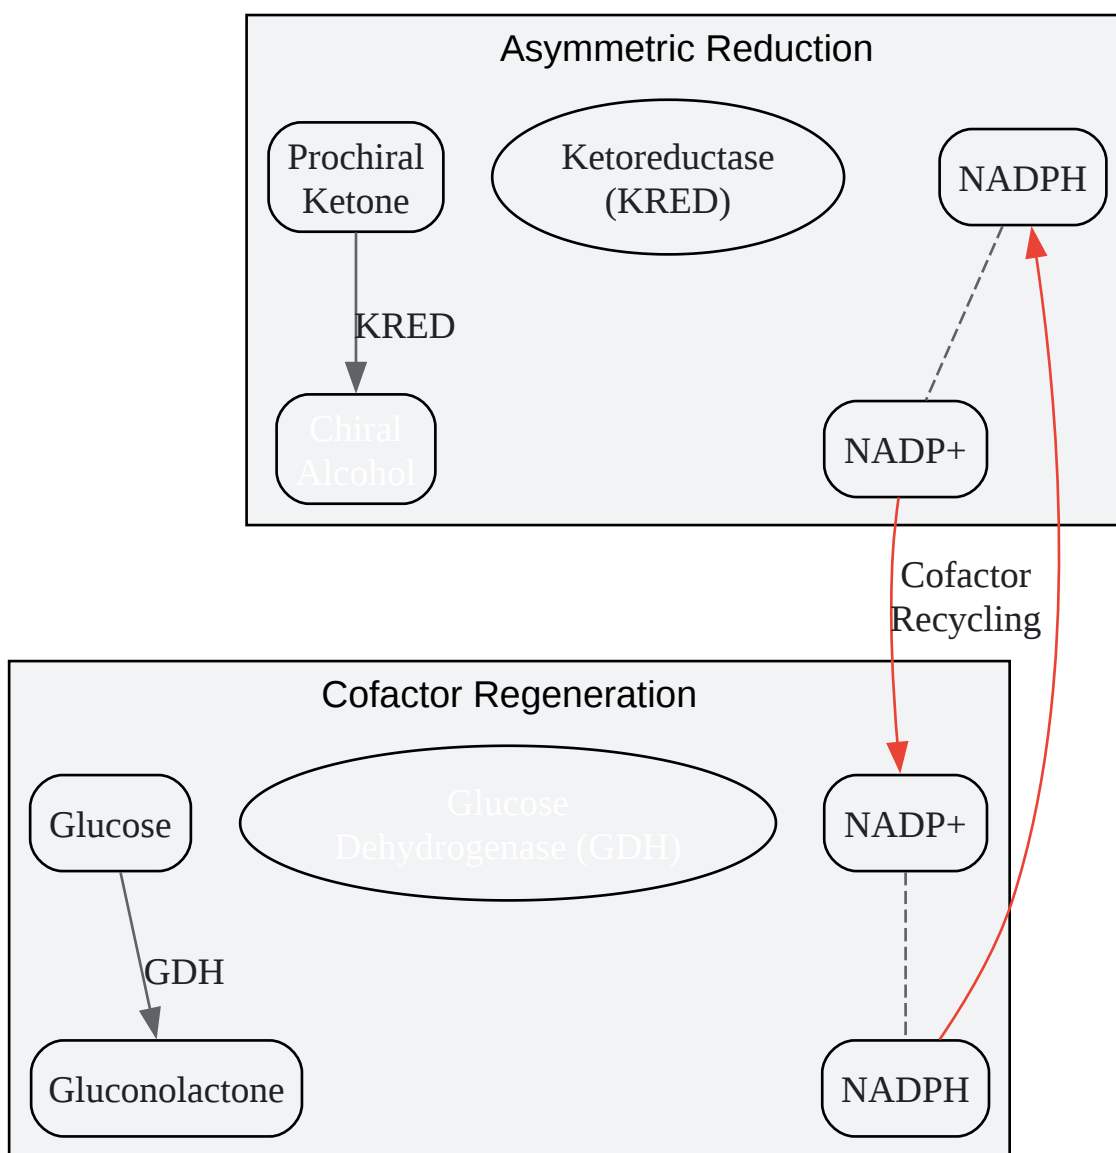 Asymmetric Reduction
Prochiral
Ketone
Ketoreductase
(KRED)
NADPH
KRED
Chiral
Alcohol
NADP+
Cofactor
Recycling
Cofactor Regeneration
Glucose
Glucose
Dehydrogenase (GDH)
NADP+
GDH
Gluconolactone
NADPH